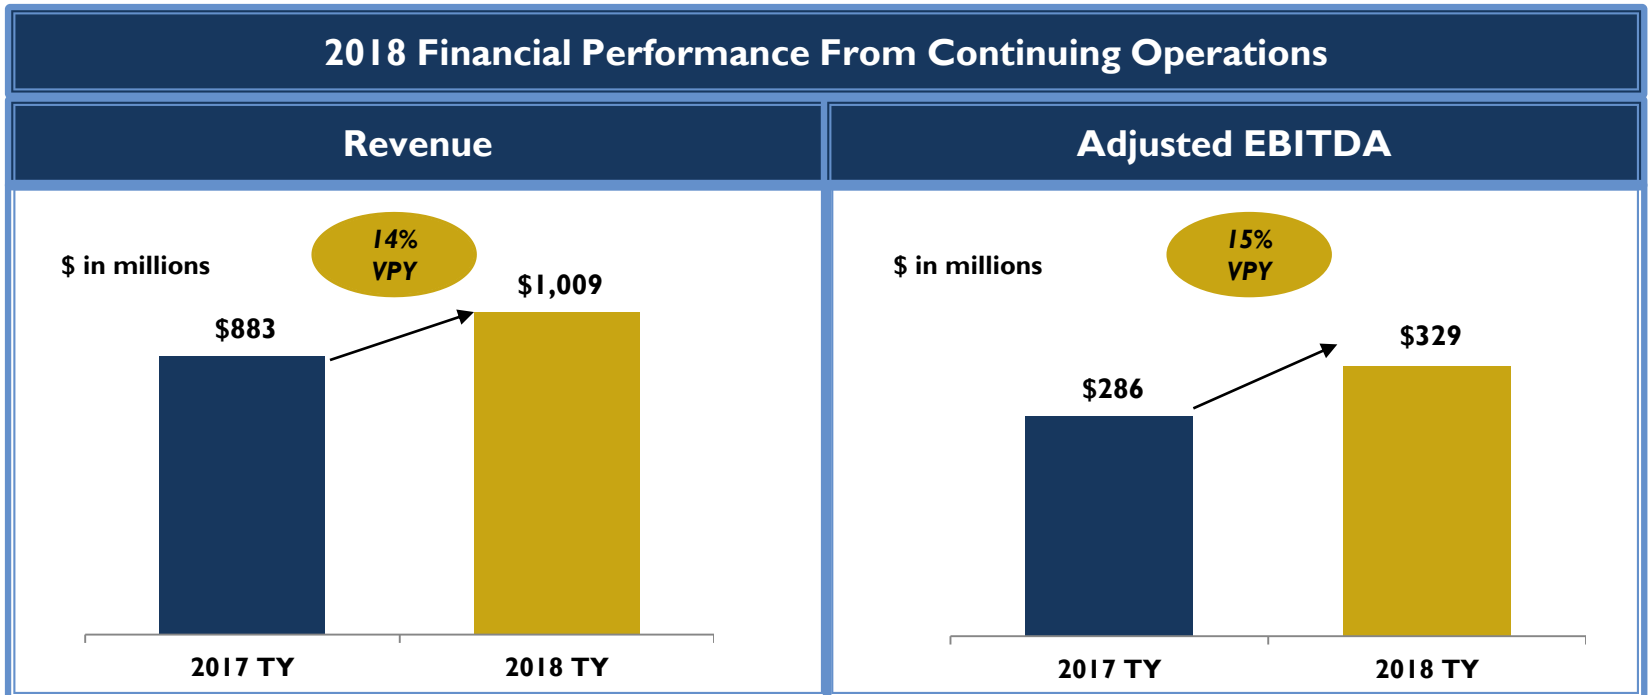 2018 Financial Performance From Continuing Operations
Revenue
$ in millions
14%
VPY
$883
$1,009
2017 TY
2018 TY
Adjusted EBITDA
$ in millions
15%
VPY
$286
$329
2017 TY
2018 TY